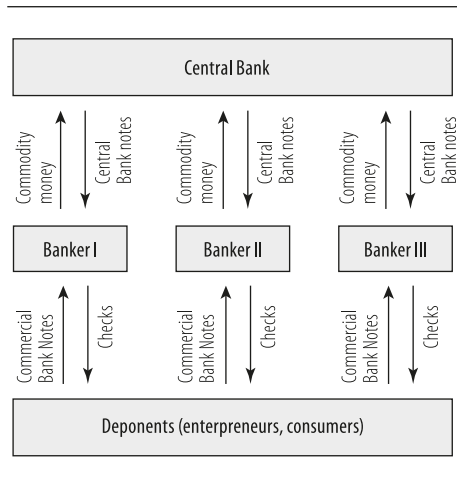 Central Bank
Commodity
money
Central
Bank notes
Commodity
money
Central
Bank notes
Commodity
money
Central
Bank notes
Banker I
Banker II
Banker III
Commercial
Bank Notes
Checks
Commercial
Bank Notes
Checks
Commercial
Bank Notes
Checks
Deponents (enterpreneurs, consumers)